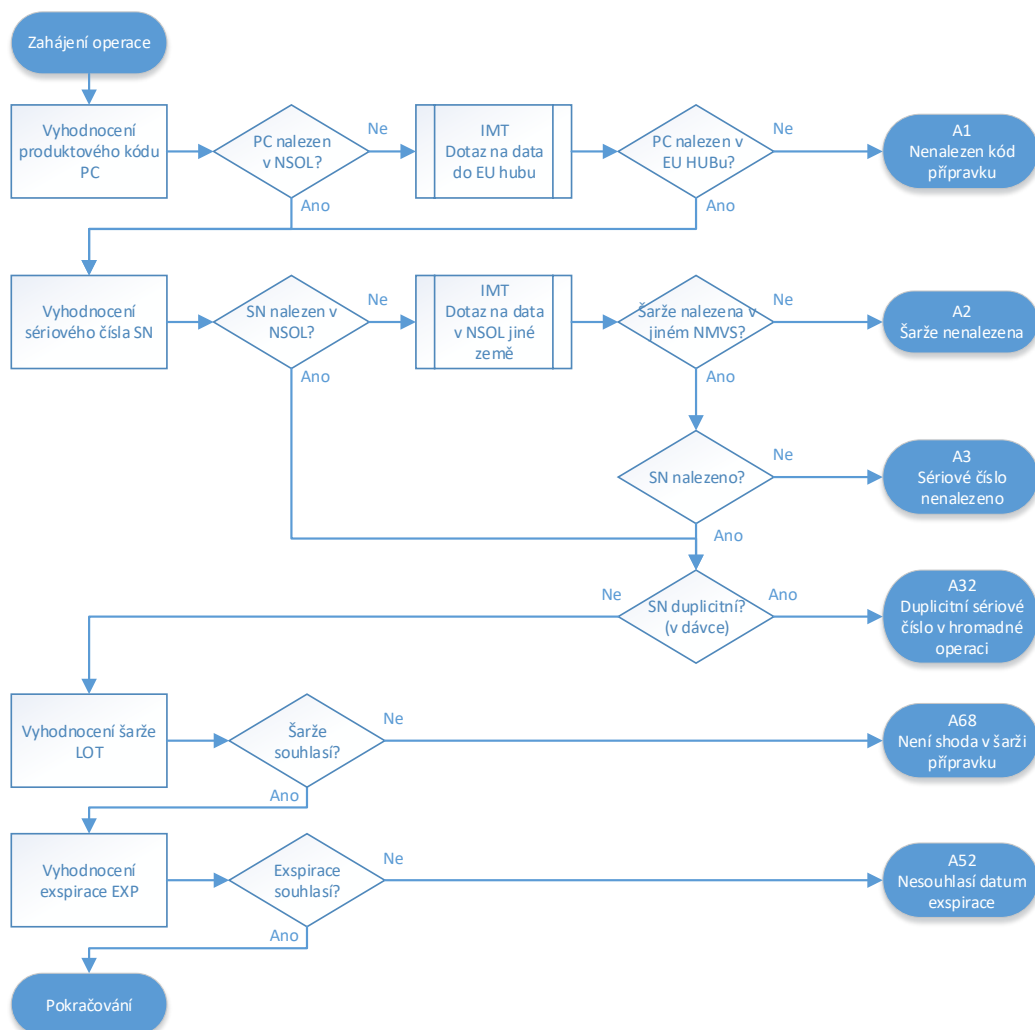 Zahájení operace
Vyhodnocení
produktového kódu
PC
PC nalezen
v NSOL?
Ne
IMT
Dotaz na data
do EU hubu
PC nalezen v
EU HUBu?
Ne
A1
Nenalezen kód
přípravku
Ano
Ano
Vyhodnocení
sériového čísla SN
SN nalezen v
NSOL?
Ne
IMT
Dotaz na data
v NSOL jiné
země
Šarže nalezena v
jiném NMVS?
Ne
A2
Šarže nenalezena
Ano
Ano
SN nalezeno?
Ne
A3
Sériové číslo
nenalezeno
Ano
Ne
SN duplicitní?
(v dávce)
Ano
A32
Duplicitní sériové
číslo v hromadné
operaci
Vyhodnocení šarže
LOT
Šarže
souhlasí?
Ne
A68
Není shoda v šarži
přípravku
Ano
Vyhodnocení
exspirace EXP
Exspirace
souhlasí?
Ne
A52
Nesouhlasí datum
exspirace
Ano
Pokračování